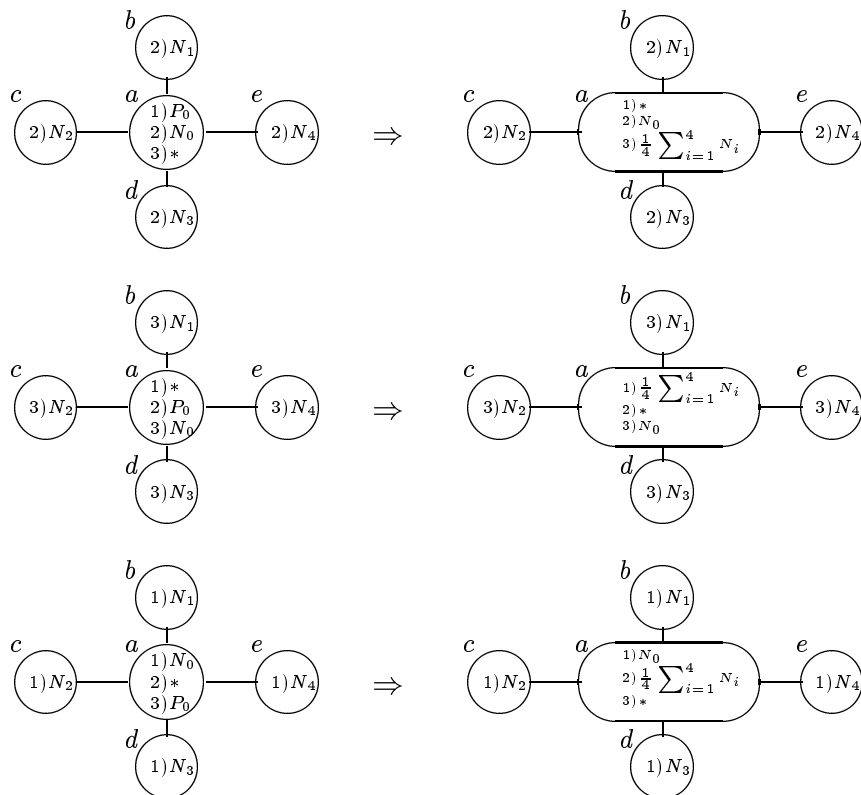 b
2)N₁
c
2)N₂
a
1)P₀
2)N₀
3)*
e
2)N₄
d
2)N₃
⇒
b
2)N₁
c
2)N₂
a
1)*
2)N₀
3)¼∑⁴ᵢ₌₁ Nᵢ
e
2)N₄
d
2)N₃
b
3)N₁
c
3)N₂
a
1)*
2)P₀
3)N₀
e
3)N₄
d
3)N₃
⇒
b
3)N₁
c
3)N₂
a
1)¼∑⁴ᵢ₌₁ Nᵢ
2)*
3)N₀
e
3)N₄
d
3)N₃
b
1)N₁
c
1)N₂
a
1)N₀
2)*
3)P₀
e
1)N₄
d
1)N₃
⇒
b
1)N₁
c
1)N₂
a
1)N₀
2)¼∑⁴ᵢ₌₁ Nᵢ
3)*
e
1)N₄
d
1)N₃